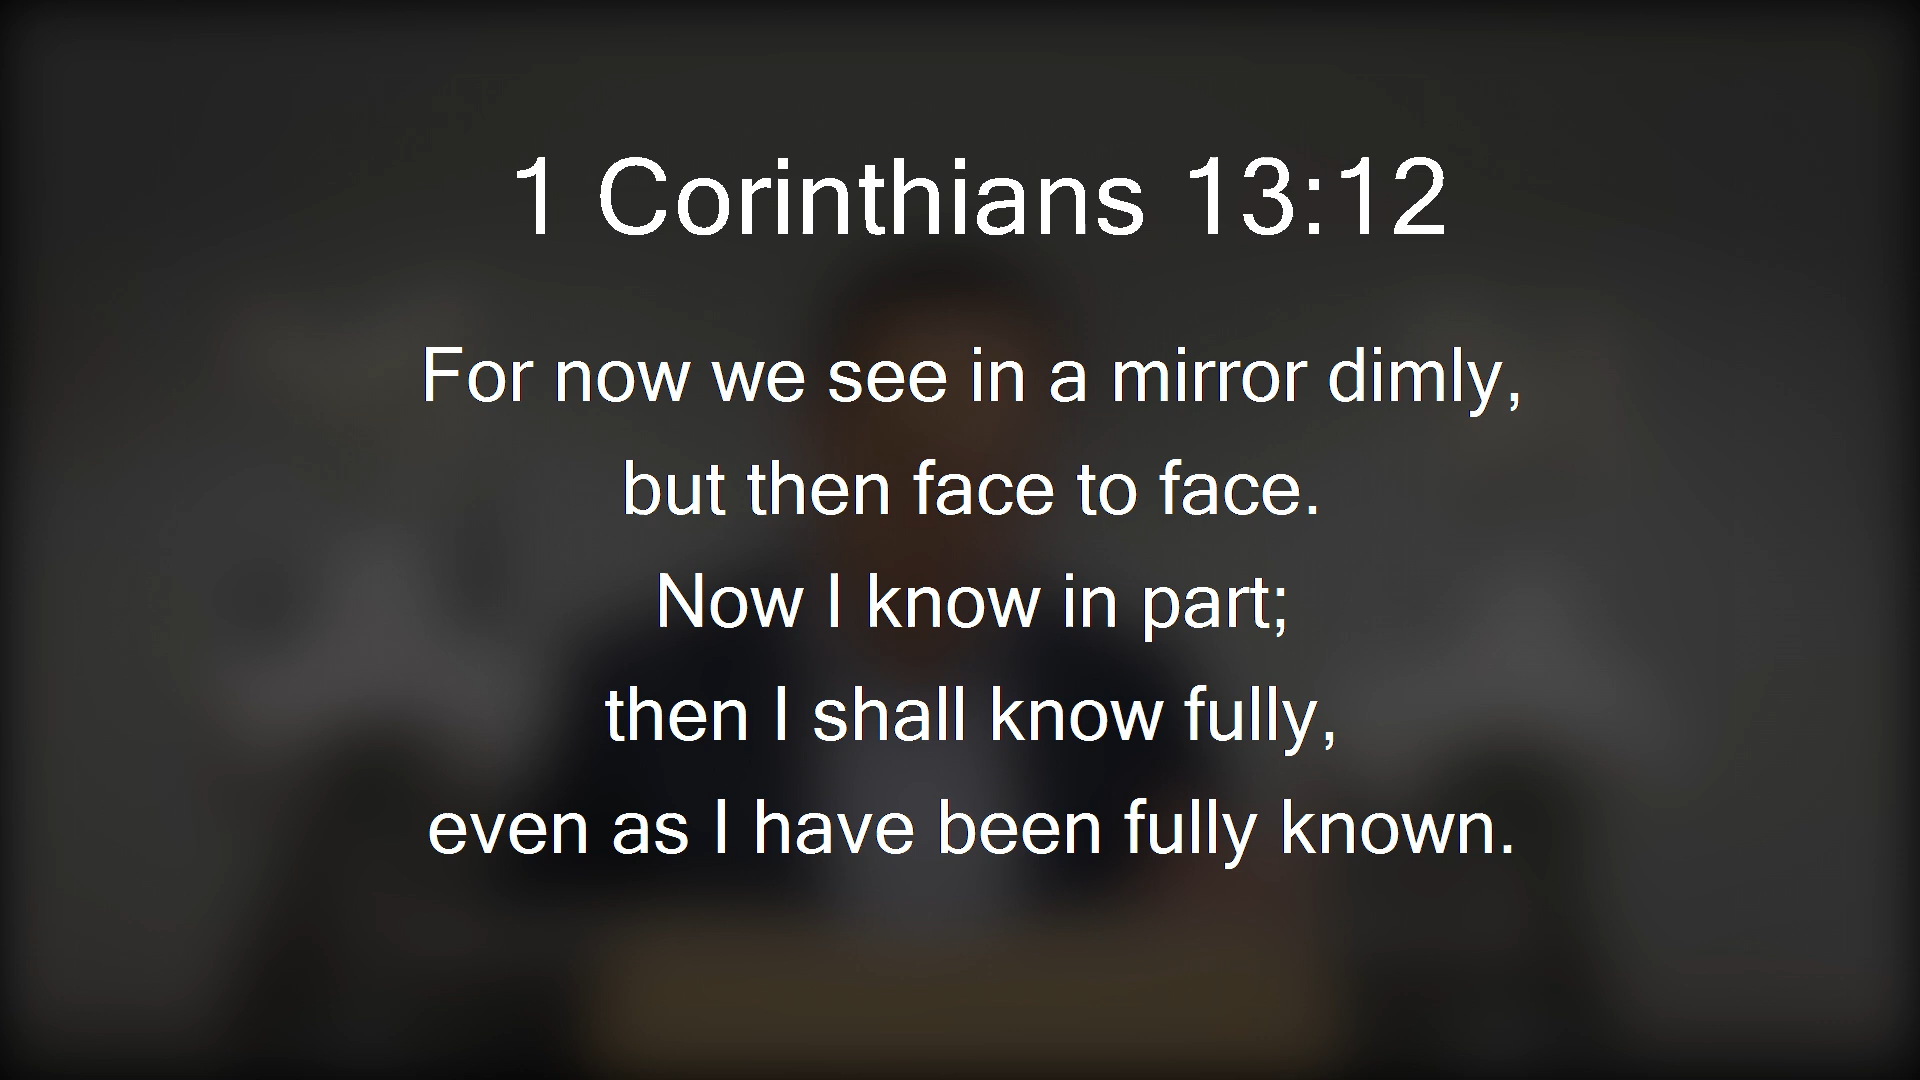 1 Corinthians 13:12
For now we see in a mirror dimly,
but then face to face.
Now I know in part;
then I shall know fully,
even as I have been fully known.